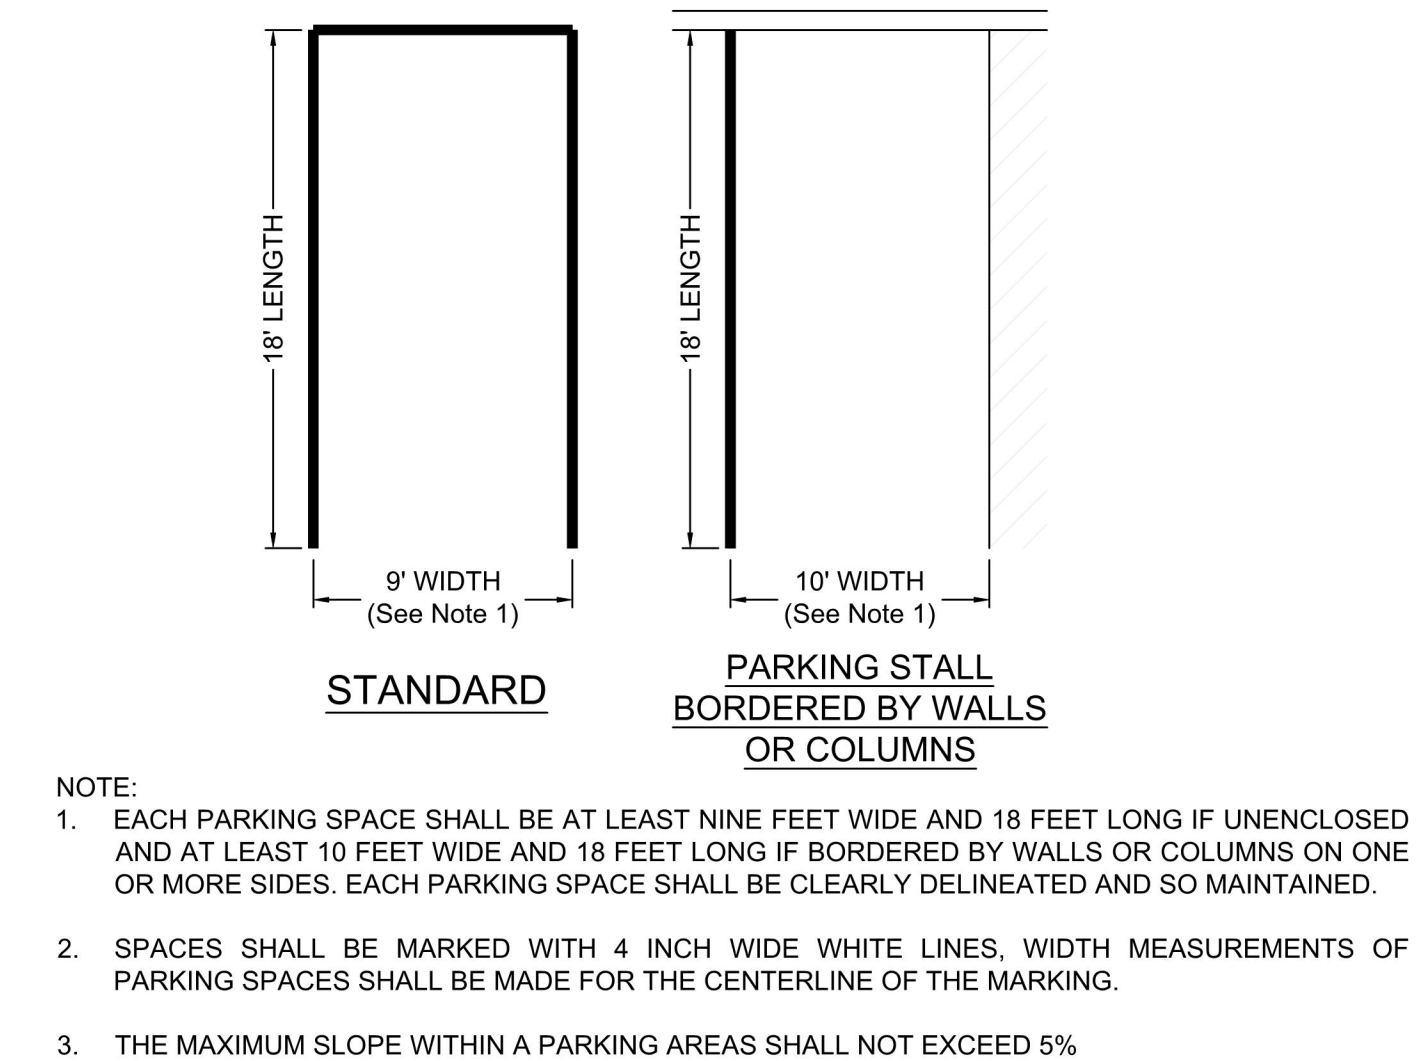 18' LENGTH
18' LENGTH
9' WIDTH
(See Note 1)
10' WIDTH
(See Note 1)
STANDARD
PARKING STALL
BORDERED BY WALLS
OR COLUMNS
NOTE:
1. EACH PARKING SPACE SHALL BE AT LEAST NINE FEET WIDE AND 18 FEET LONG IF UNENCLOSED
AND AT LEAST 10 FEET WIDE AND 18 FEET LONG IF BORDERED BY WALLS OR COLUMNS ON ONE
OR MORE SIDES. EACH PARKING SPACE SHALL BE CLEARLY DELINEATED AND SO MAINTAINED.
2. SPACES SHALL BE MARKED WITH 4 INCH WIDE WHITE LINES, WIDTH MEASUREMENTS OF
PARKING SPACES SHALL BE MADE FOR THE CENTERLINE OF THE MARKING.
3. THE MAXIMUM SLOPE WITHIN A PARKING AREAS SHALL NOT EXCEED 5%